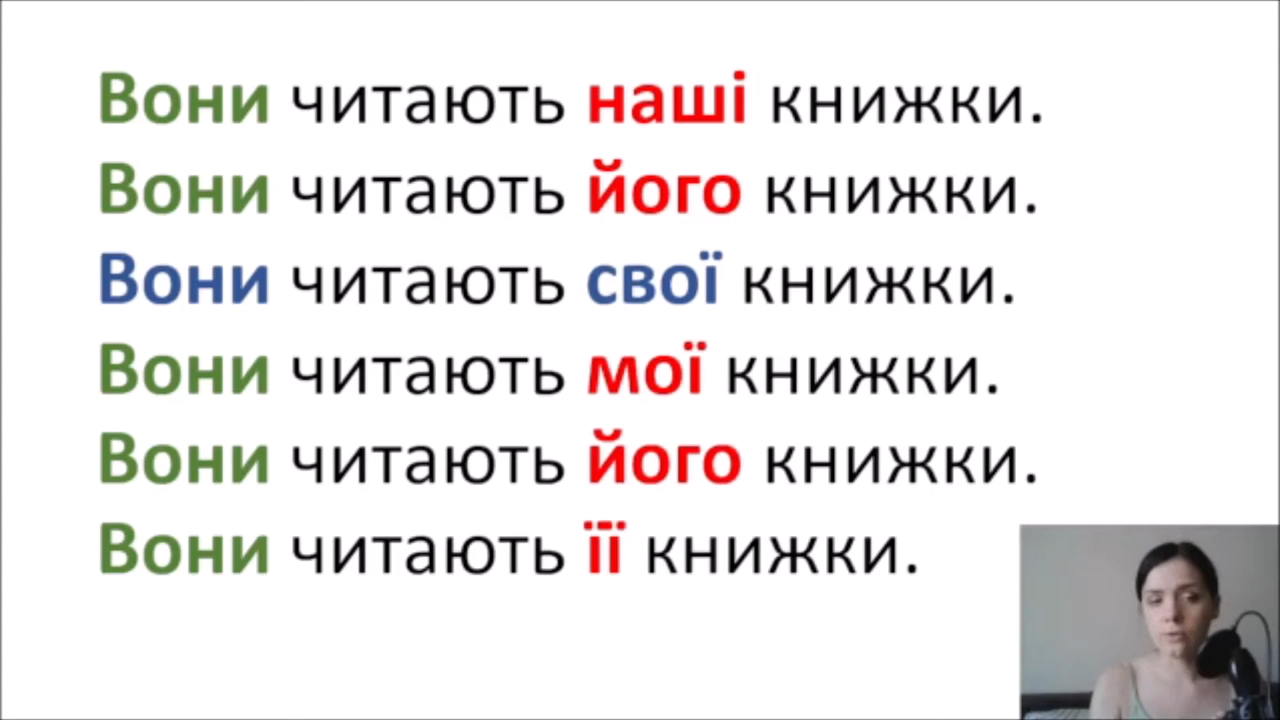 Вони читають наші книжки.
Вони читають його книжки.
Вони читають свої книжки.
Вони читають мої книжки.
Вони читають його книжки.
Вони читають її книжки.